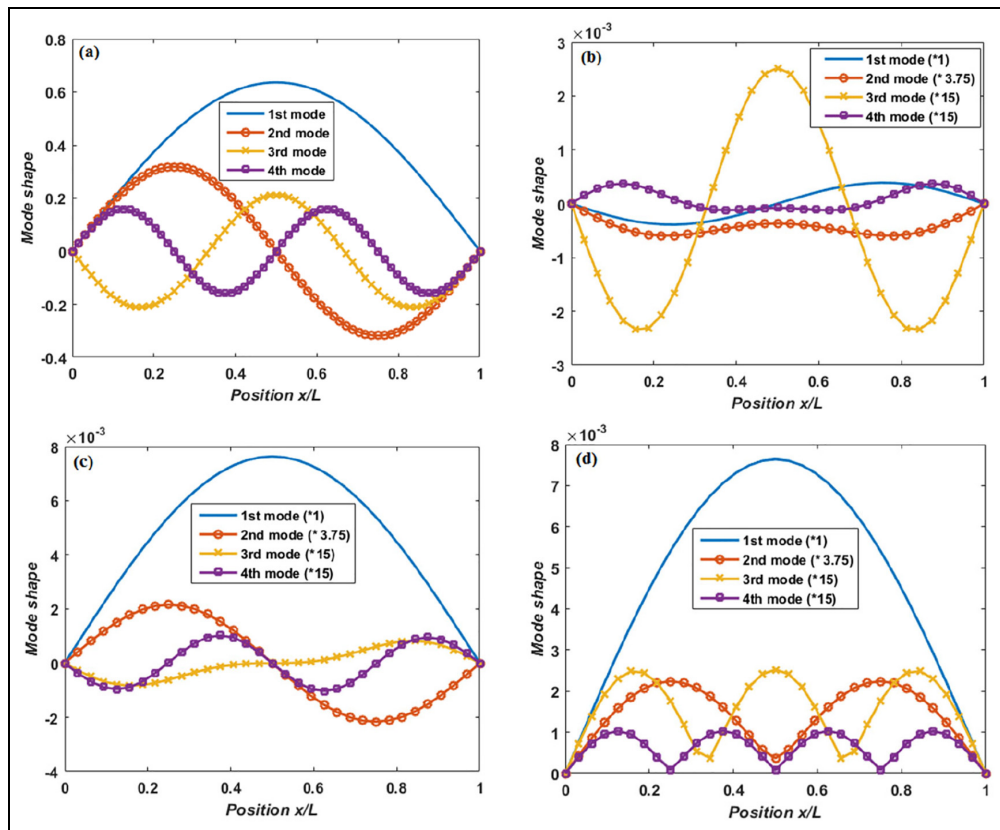 (a)
0.8
0.6
0.4
0.2
0
-0.2
-0.4
Mode shape
1st mode
2nd mode
3rd mode
4th mode
0 0.2 0.4 0.6 0.8 1
Position x/L
×10-3
(b)
3
2
1
0
-1
-2
-3
Mode shape
1st mode (*1)
2nd mode (* 3.75)
3rd mode (*15)
4th mode (*15)
0 0.2 0.4 0.6 0.8 1
Position x/L
×10-3
(c)
8
6
4
2
0
-2
-4
Mode shape
1st mode (*1)
2nd mode (* 3.75)
3rd mode (*15)
4th mode (*15)
0 0.2 0.4 0.6 0.8 1
Position x/L
×10-3
(d)
8
7
6
5
4
3
2
1
0
Mode shape
1st mode (*1)
2nd mode (* 3.75)
3rd mode (*15)
4th mode (*15)
0 0.2 0.4 0.6 0.8 1
Position x/L